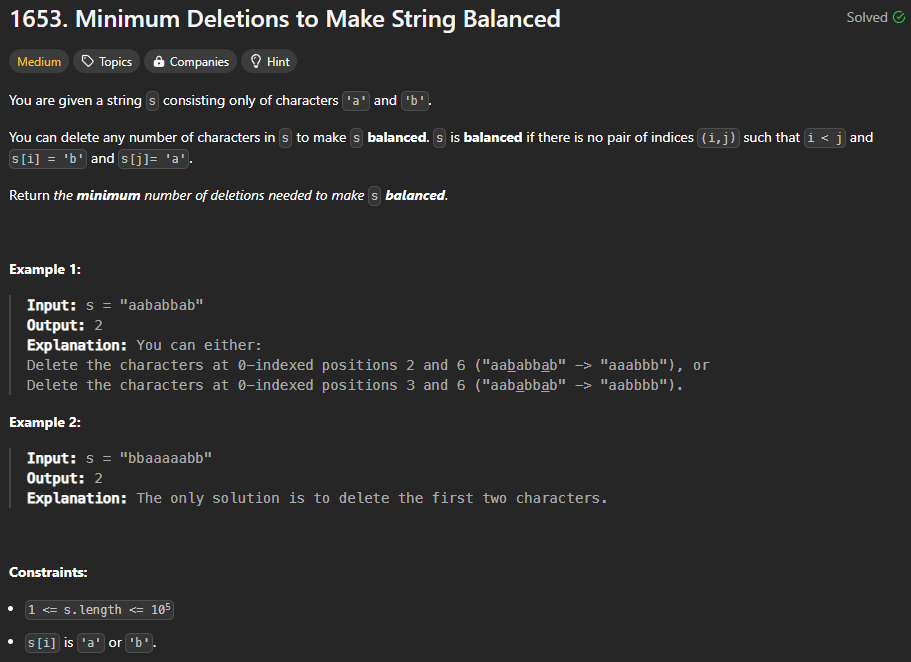 1653. Minimum Deletions to Make String Balanced
Solved
Medium Topics Companies Hint
You are given a string s consisting only of characters 'a' and 'b'.
You can delete any number of characters in s to make s balanced. s is balanced if there is no pair of indices (i,j) such that i < j and
s[i] = 'b' and s[j]= 'a'.
Return the minimum number of deletions needed to make s balanced.
Example 1:
Input: s = "aababbab"
Output: 2
Explanation: You can either:
Delete the characters at 0-indexed positions 2 and 6 ("aababbab" -> "aaabbb"), or
Delete the characters at 0-indexed positions 3 and 6 ("aababbab" -> "aabbbb").
Example 2:
Input: s = "bbaaaaabb"
Output: 2
Explanation: The only solution is to delete the first two characters.
Constraints:
• 1 <= s.length <= 10⁵
• s[i] is 'a' or 'b'.